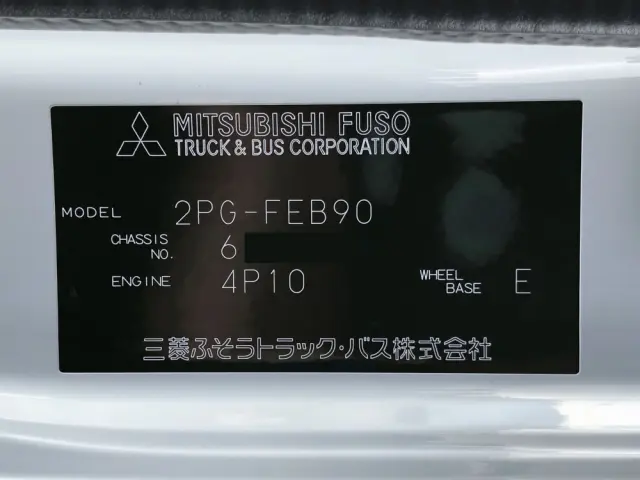 MITSUBISHI FUSO
TRUCK & BUS CORPORATION
MODEL 2PG-FEB90
CHASSIS NO. 6
ENGINE 4P10 WHEEL BASE E
三菱ふそうトラック・バス株式会社